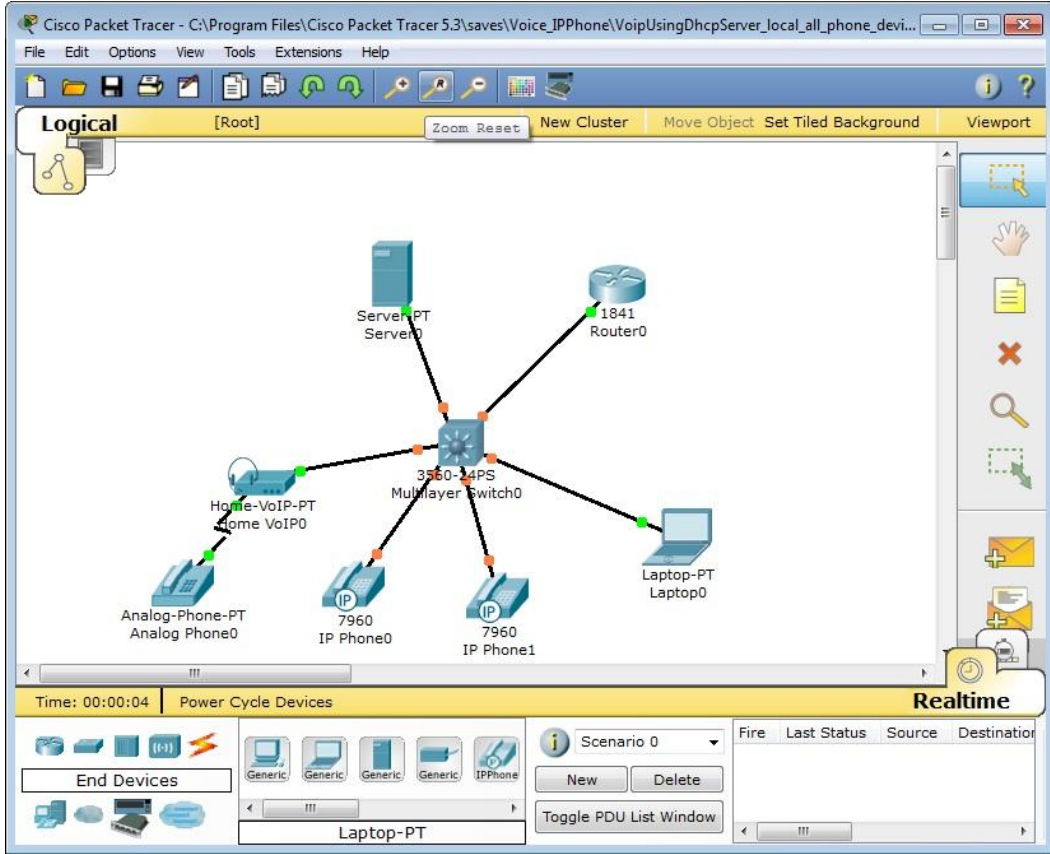 Cisco Packet Tracer - C:\Program Files\Cisco Packet Tracer 5.3\saves\Voice_IPPhone\VoipUsingDhcpServer_local_all_phone_devi...
File Edit Options View Tools Extensions Help
Logical [Root] New Cluster Move Object Set Tiled Background Viewport
Zoom Reset
Server-PT
Server0
1841
Router0
3560-24PS
Multilayer Switch0
Home-VoIP-PT
Home VoIP0
Laptop-PT
Laptop0
Analog-Phone-PT
Analog Phone0
IP
7960
IP Phone0
IP
7960
IP Phone1
Time: 00:00:04 Power Cycle Devices Realtime
End Devices
Generic Generic Generic Generic IPPhone
Laptop-PT
Scenario 0
New Delete
Toggle PDU List Window
Fire Last Status Source Destination